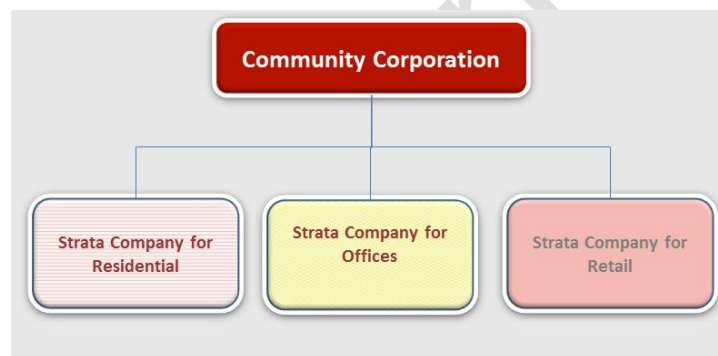 Community Corporation
Strata Company for
Residential
Strata Company for
Offices
Strata Company for
Retail